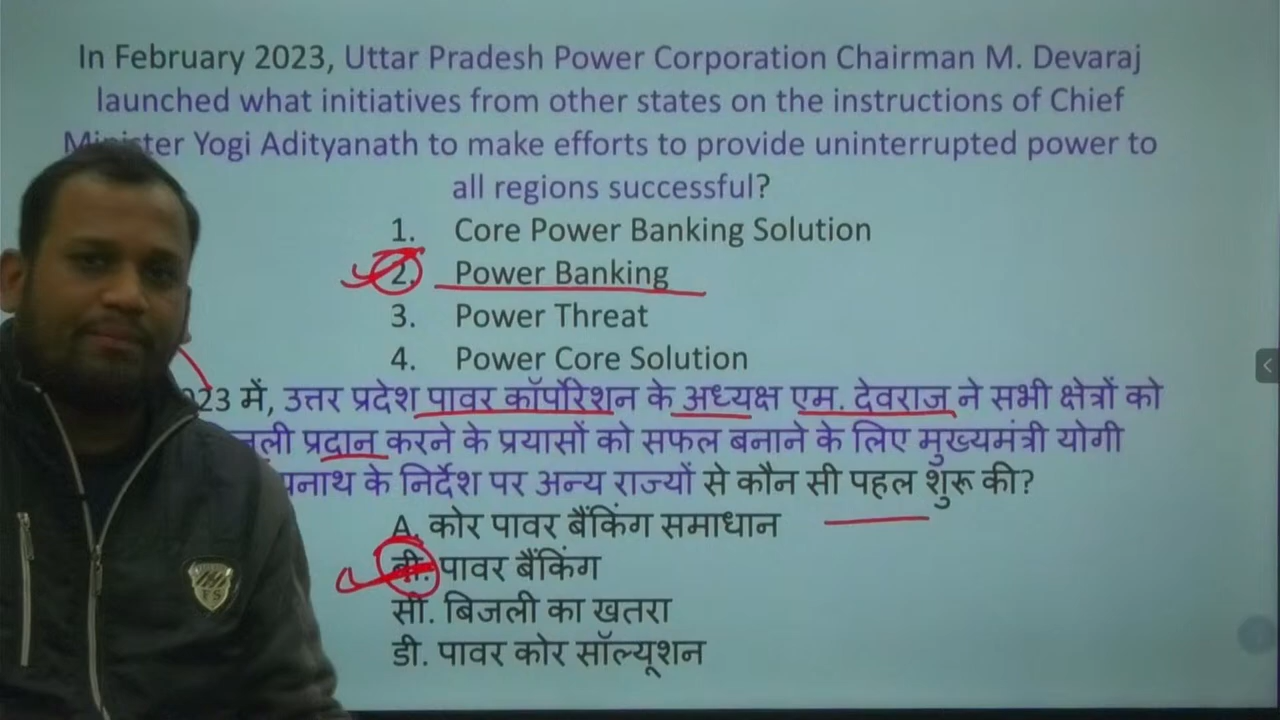 In February 2023, Uttar Pradesh Power Corporation Chairman M. Devaraj
launched what initiatives from other states on the instructions of Chief
Minister Yogi Adityanath to make efforts to provide uninterrupted power to
all regions successful?
1. Core Power Banking Solution
2. Power Banking
3. Power Threat
4. Power Core Solution
023 में, उत्तर प्रदेश पावर कॉर्पोरेशन के अध्यक्ष एम. देवराज ने सभी क्षेत्रों को
प्रदान करने के प्रयासों को सफल बनाने के लिए मुख्यमंत्री योगी
के निर्देश पर अन्य राज्यों से कौन सी पहल शुरू की?
A. कोर पावर बैंकिंग समाधान
बी. पावर बैंकिंग
सी. बिजली का खतरा
डी. पावर कोर सॉल्यूशन
FS